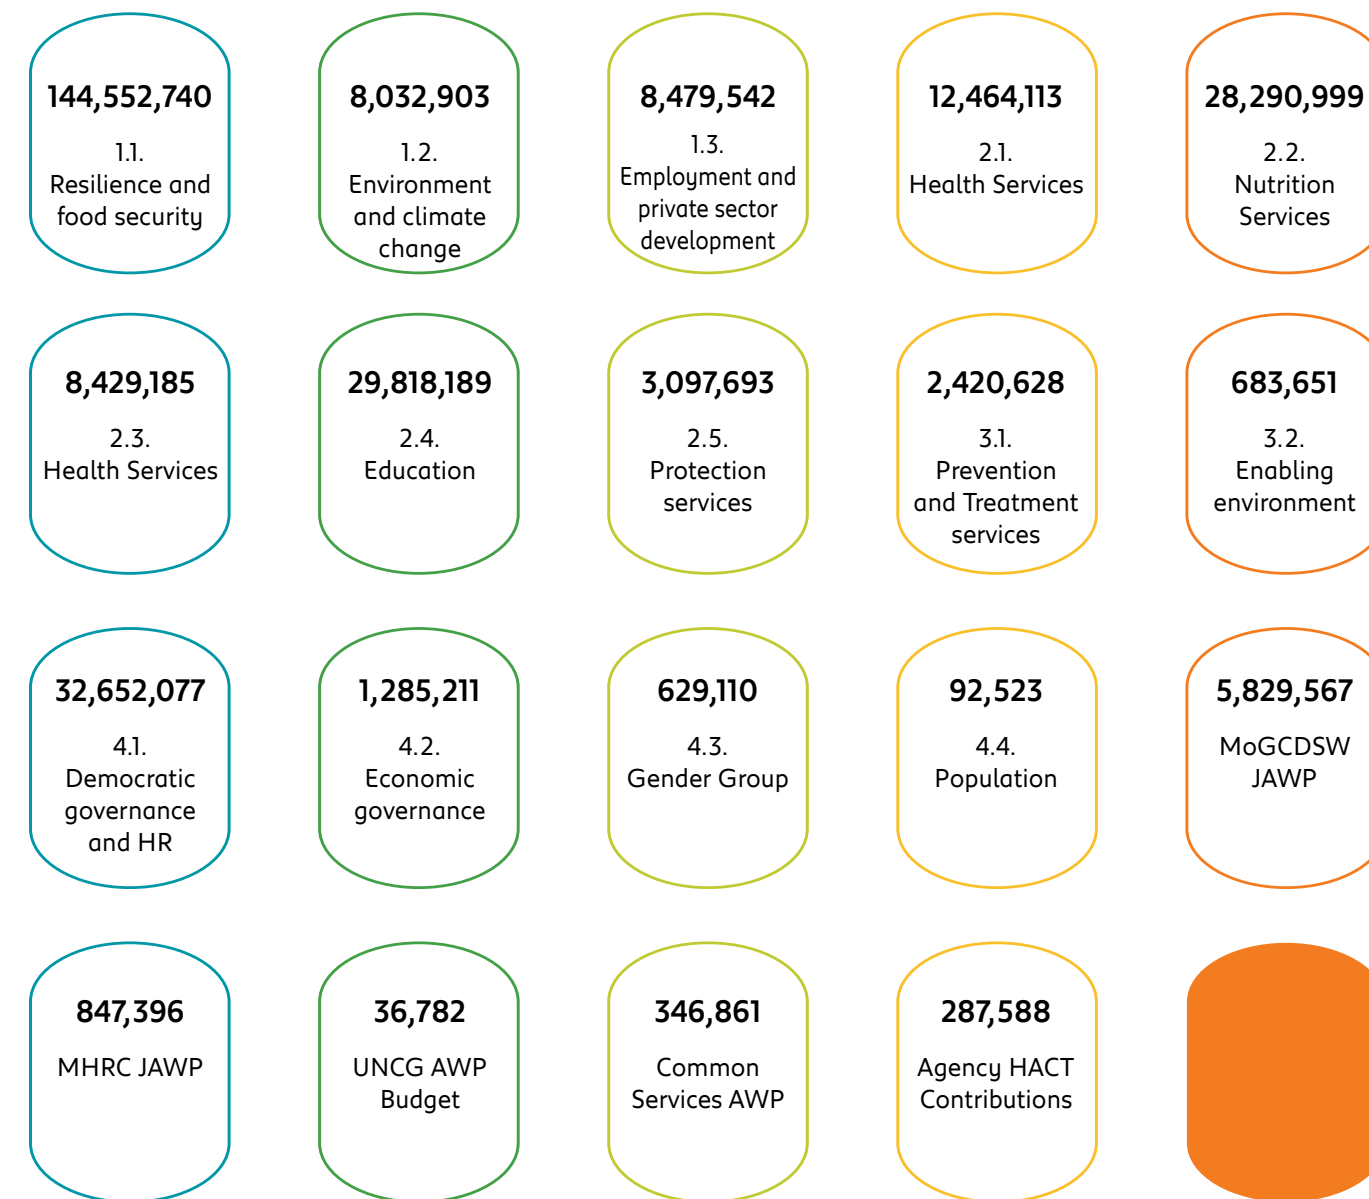 144,552,740
1.1.
Resilience and
food security
8,032,903
1.2.
Environment
and climate
change
8,479,542
1.3.
Employment and
private sector
development
12,464,113
2.1.
Health Services
28,290,999
2.2.
Nutrition
Services
8,429,185
2.3.
Health Services
29,818,189
2.4.
Education
3,097,693
2.5.
Protection
services
2,420,628
3.1.
Prevention
and Treatment
services
683,651
3.2.
Enabling
environment
32,652,077
4.1.
Democratic
governance
and HR
1,285,211
4.2.
Economic
governance
629,110
4.3.
Gender Group
92,523
4.4.
Population
5,829,567
MoGCDSW
JAWP
847,396
MHRC JAWP
36,782
UNCG AWP
Budget
346,861
Common
Services AWP
287,588
Agency HACT
Contributions